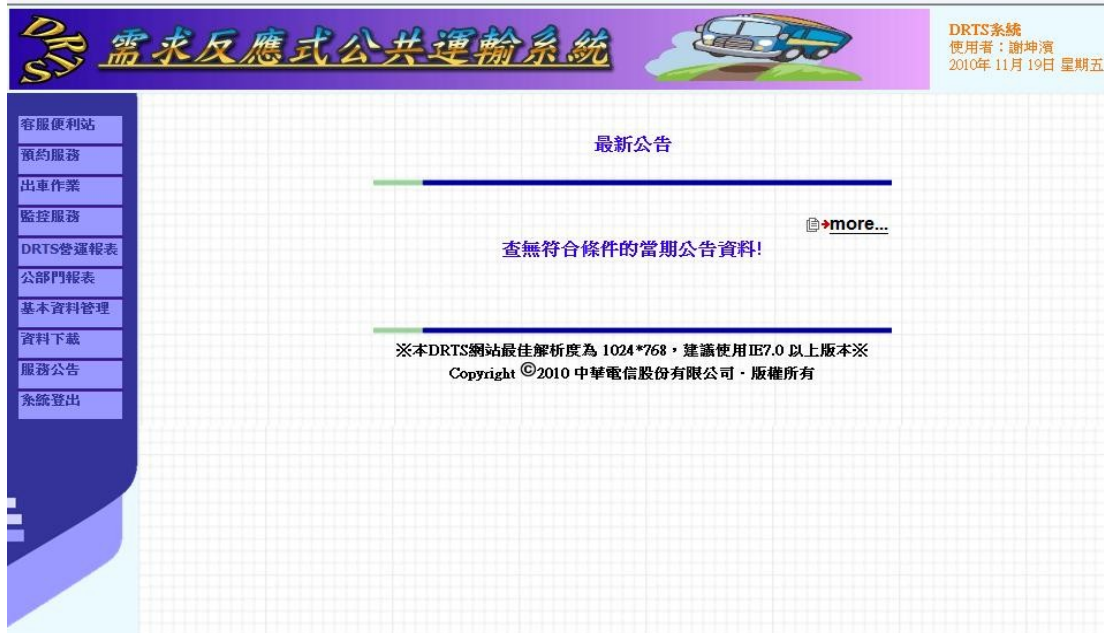 DRTS
需求反應式公共運輸系統
DRTS系統
使用者：謝坤濱
2010年 11月 19日 星期五
客服便利站
預約服務
出車作業
監控服務
DRTS營運報表
公部門報表
基本資料管理
資料下載
服務公告
系統登出
最新公告
more...
查無符合條件的當期公告資料!
※本DRTS網站最佳解析度為 1024*768，建議使用IE7.0 以上版本※
Copyright ©2010 中華電信股份有限公司．版權所有